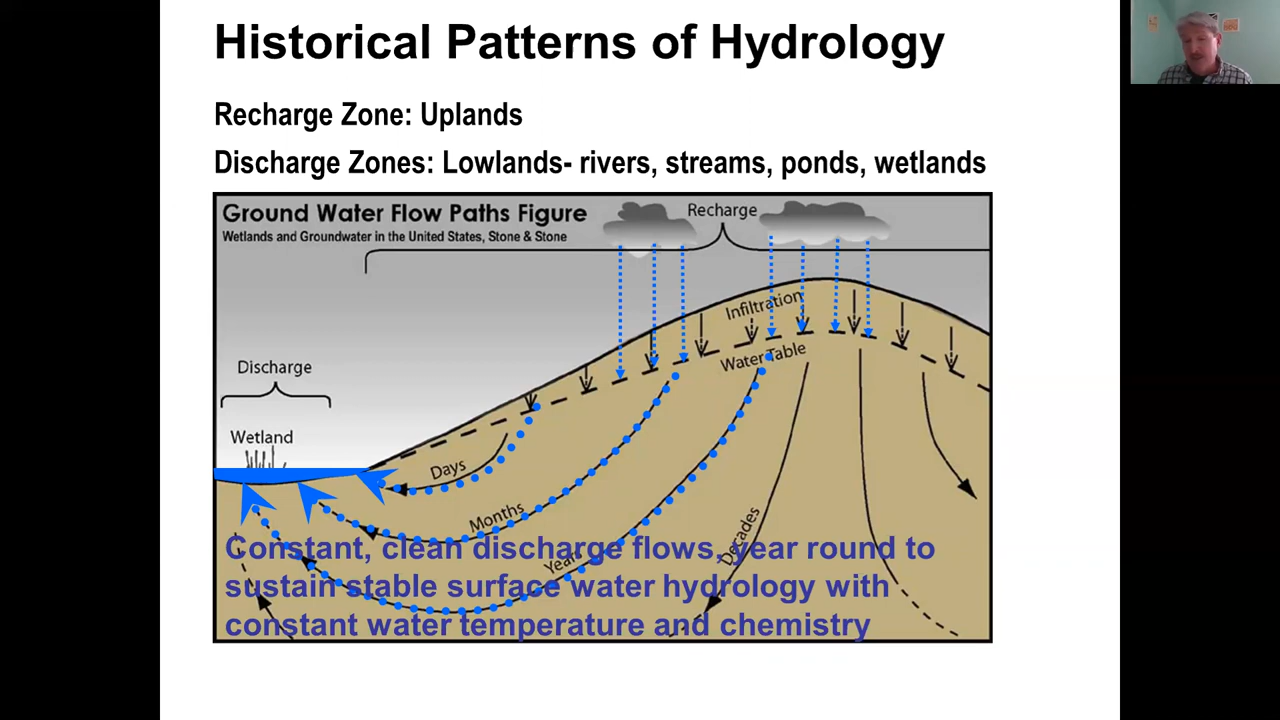 Historical Patterns of Hydrology
Recharge Zone: Uplands
Discharge Zones: Lowlands- rivers, streams, ponds, wetlands
Ground Water Flow Paths Figure
Wetlands and Groundwater in the United States, Stone & Stone
Recharge
Infiltration
Water Table
Discharge
Wetland
Days
Months
Years
Decades
Constant, clean discharge flows, year round to
sustain stable surface water hydrology with
constant water temperature and chemistry